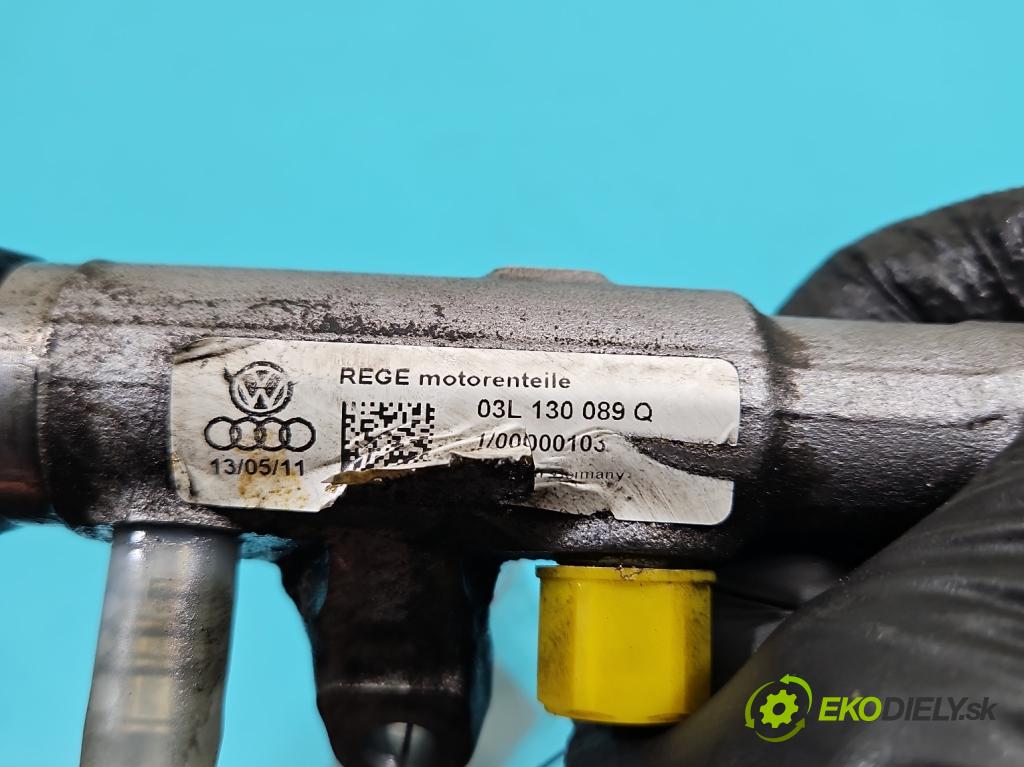 REGE motorenteile
03L 130 089 Q
13/05/11
EKODIELY.sk